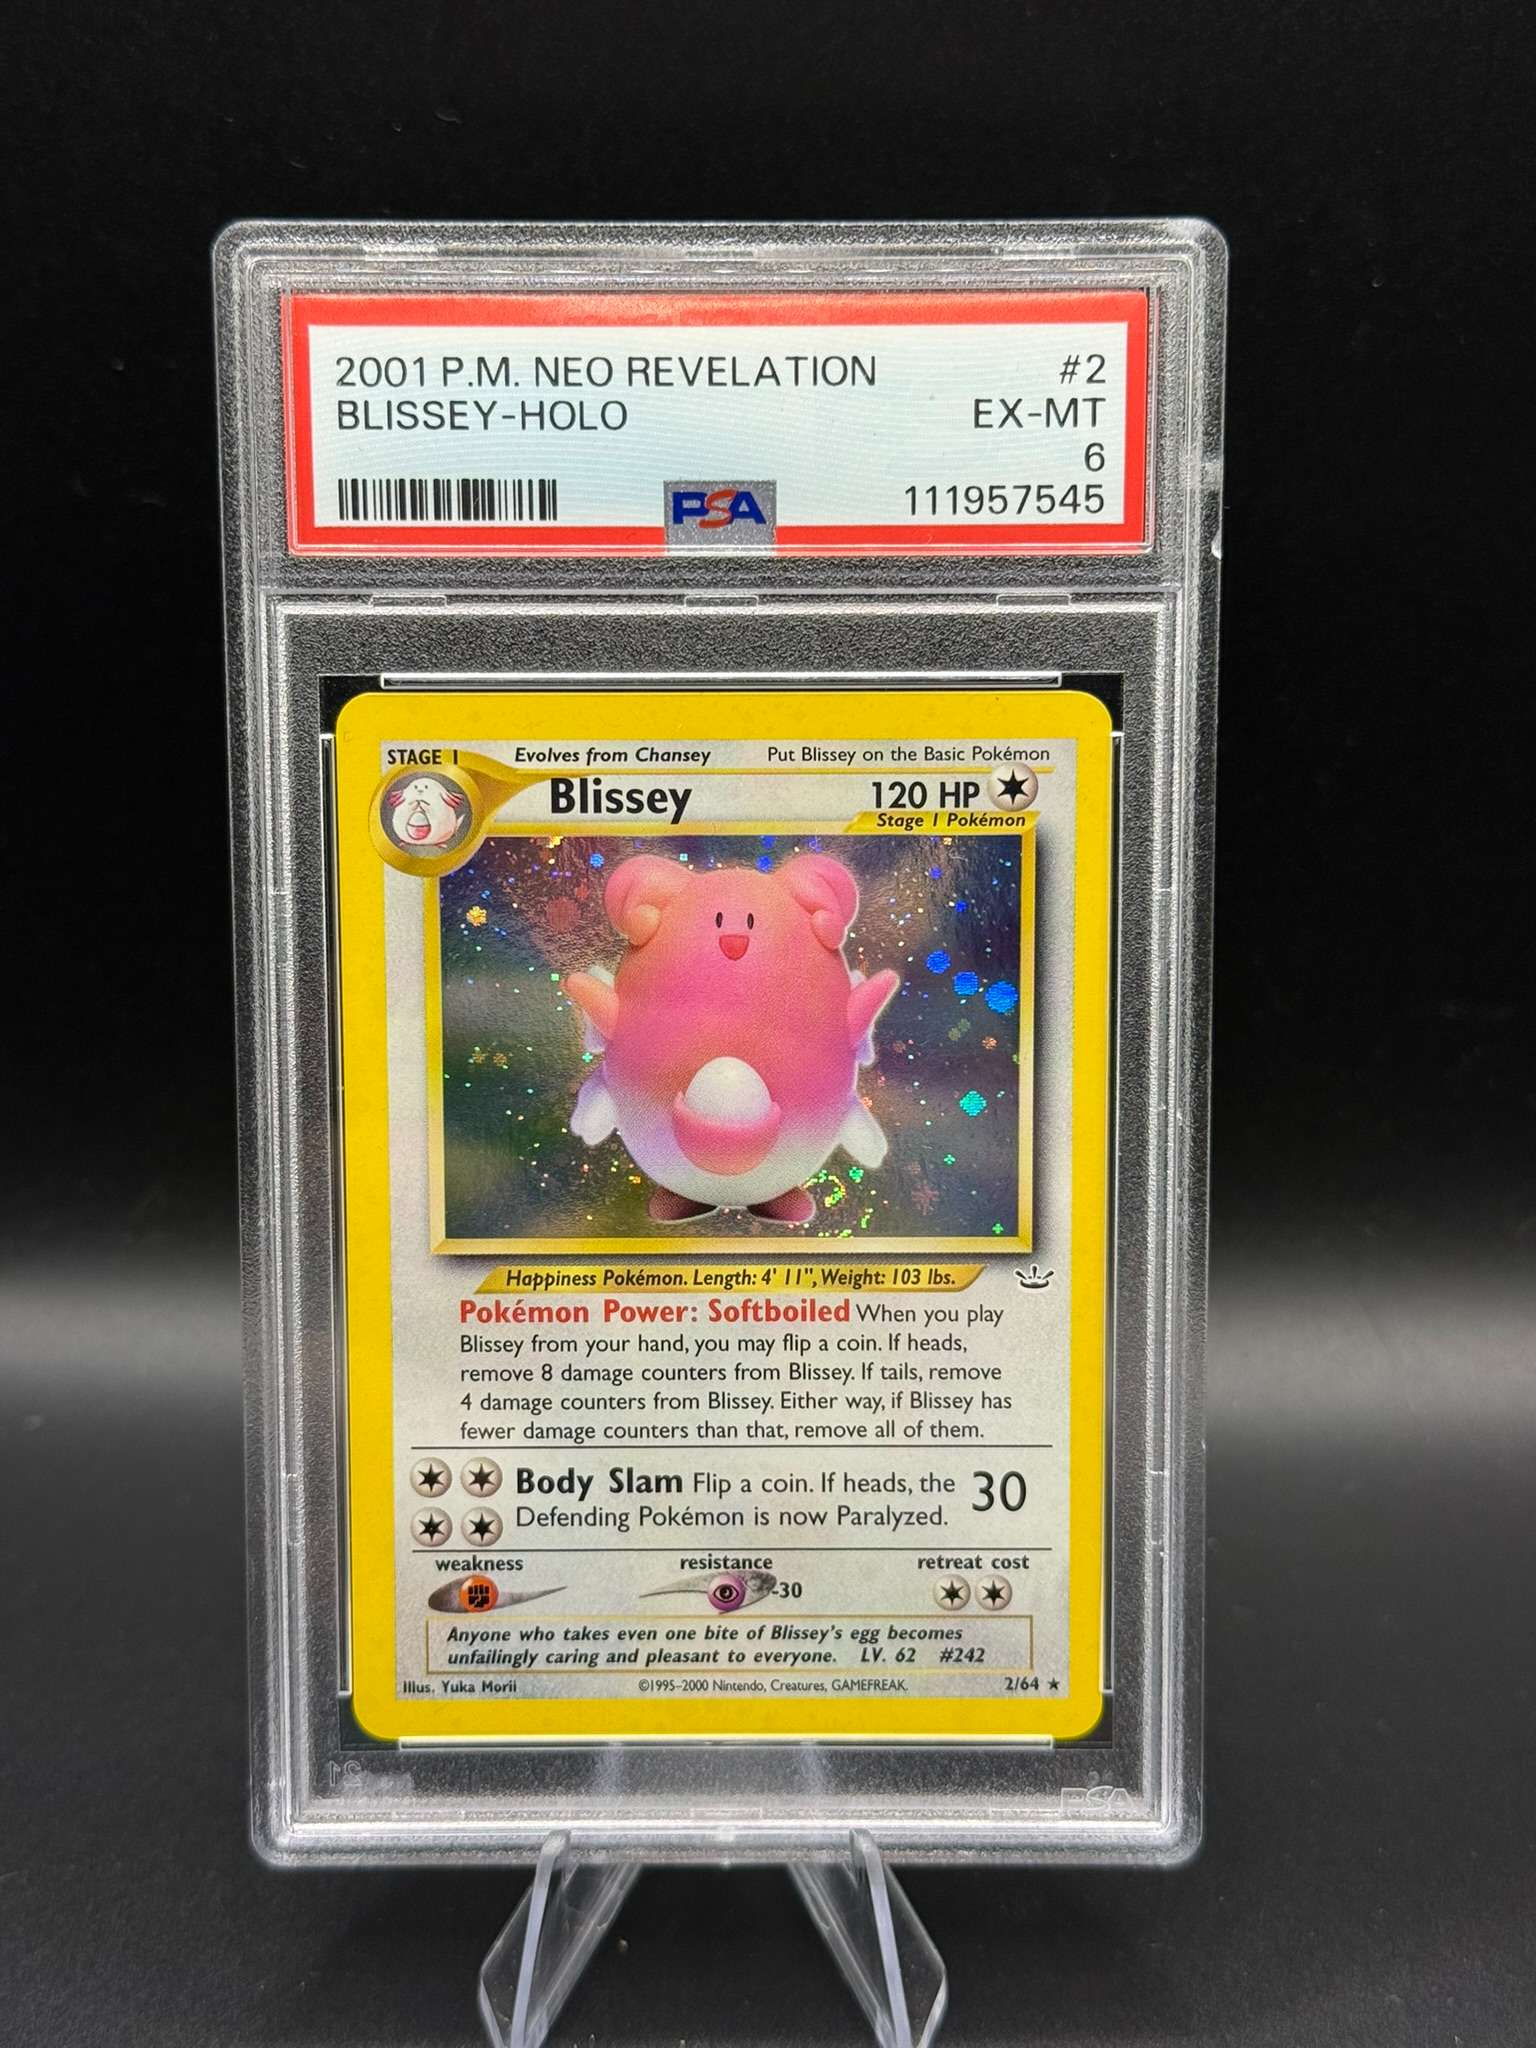 2001 P.M. NEO REVELATION #2
BLISSEY-HOLO EX-MT
6
PSA 111957545
STAGE 1 Evolves from Chansey Put Blissey on the Basic Pokémon
Blissey 120 HP
Stage 1 Pokémon
Happiness Pokémon. Length: 4' 11", Weight: 103 lbs.
Pokémon Power: Softboiled When you play
Blissey from your hand, you may flip a coin. If heads,
remove 8 damage counters from Blissey. If tails, remove
4 damage counters from Blissey. Either way, if Blissey has
fewer damage counters than that, remove all of them.
Body Slam Flip a coin. If heads, the 30
Defending Pokémon is now Paralyzed.
weakness resistance retreat cost
-30
Anyone who takes even one bite of Blissey's egg becomes
unfailingly caring and pleasant to everyone. LV. 62 #242
Illus. Yuka Morii ©1995-2000 Nintendo, Creatures, GAMEFREAK. 2/64 ★
PSA